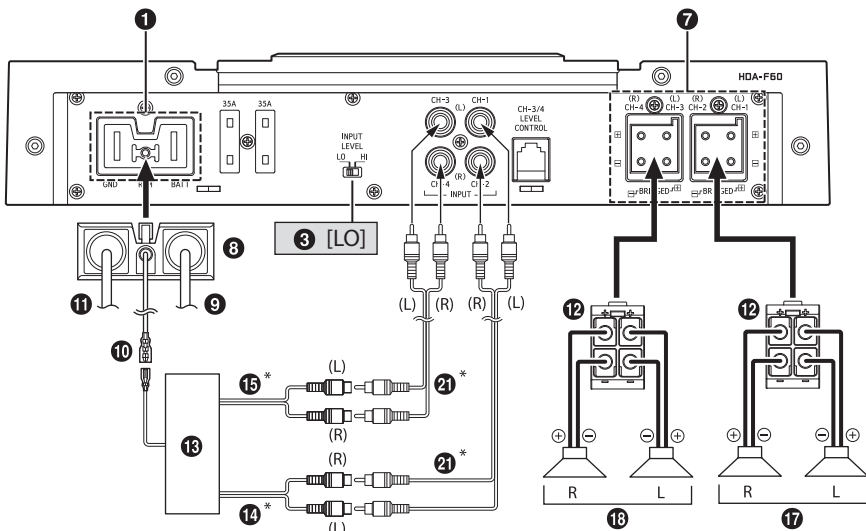 1 7
HDA-F60
35A 35A
CH-3 (L) CH-1
CH-3/4
LEVEL
CONTROL
INPUT
LEVEL
LO HI
(R) (L) (R) (L)
CH-4 CH-3 CH-2 CH-1
(R)
CH-4 CH-2
INPUT
GND BATT
BRIDGED BRIDGED
3 [LO]
8
11 9
(L) (R) (R) (L)
12 12
10
15 * (L) 21 *
(R)
13
(R) 21 *
14 * (L)
+ - - + + - - +
R L R L
18 17